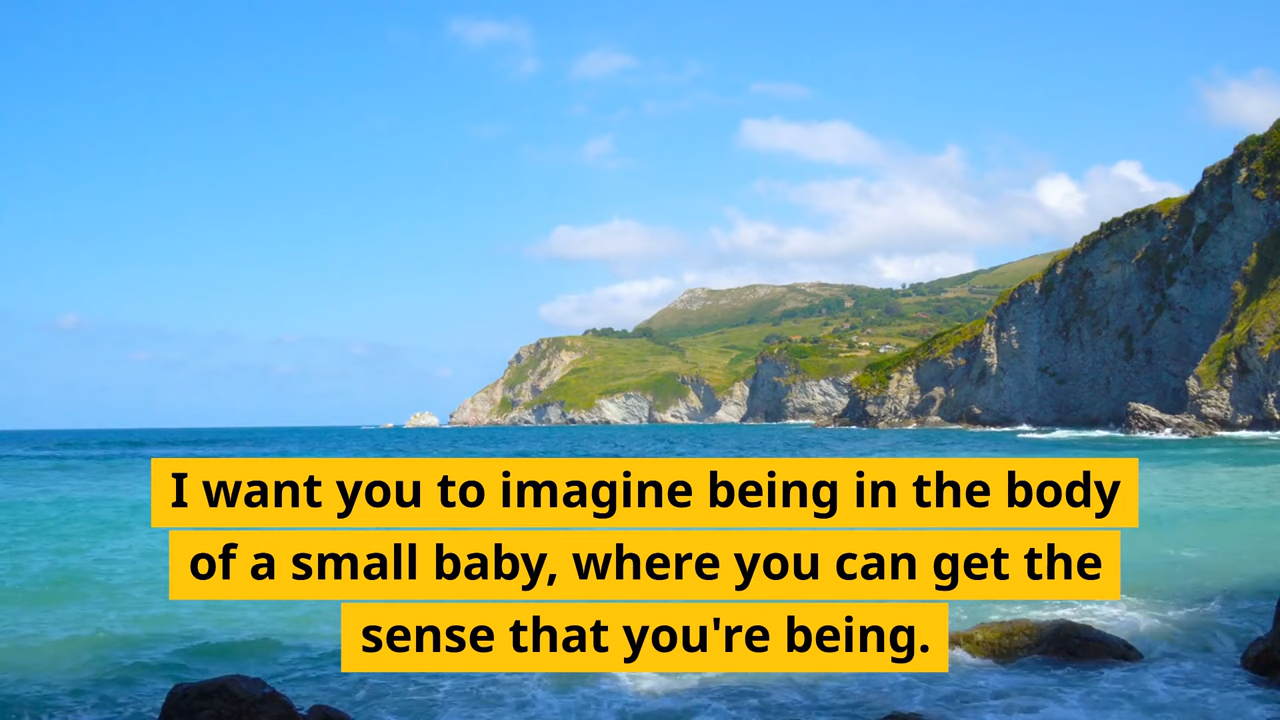 I want you to imagine being in the body
of a small baby, where you can get the
sense that you're being.